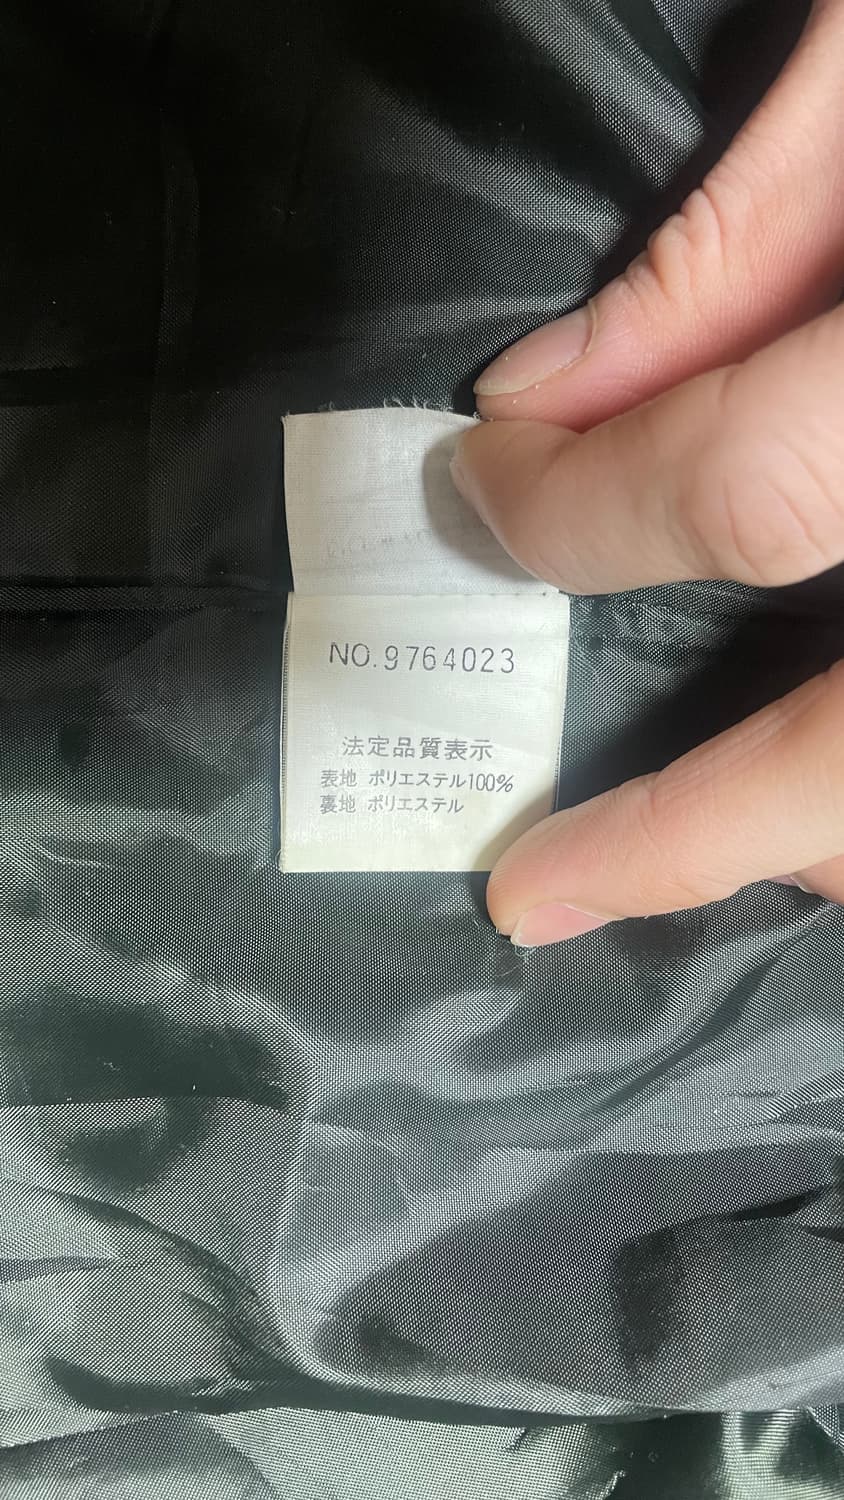 NO.9764023
法定品質表示
表地 ポリエステル100%
裏地 ポリエステル